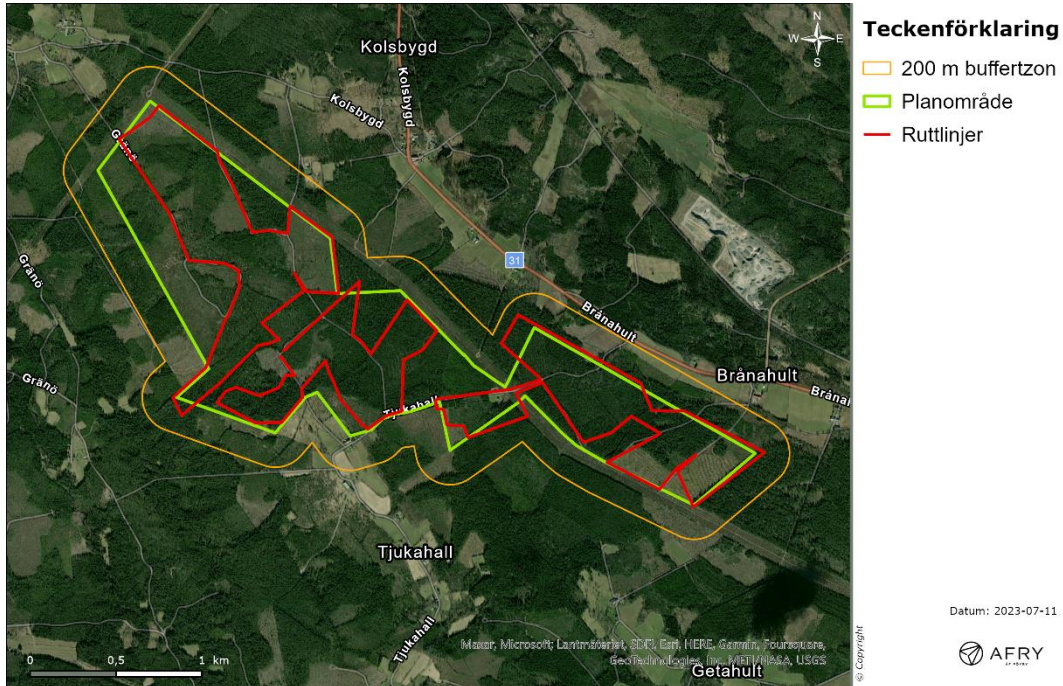 Kolsbygd
Kolsbygd
Kolsbygd
Gränö
Gränö
Gränö
31
Brånahult
Brånahult
Tjukahall
Tjukahall
Tjukahall
Getahult
N
W E
S
0 0,5 1 km
Maxar, Microsoft; Lantmäteriet, SDFI, Esri, HERE, Garmin, Foursquare,
GeoTechnologies, Inc, METI/NASA, USGS
Teckenförklaring
200 m buffertzon
Planområde
Ruttlinjer
Datum: 2023-07-11
© Copyright
AFRY